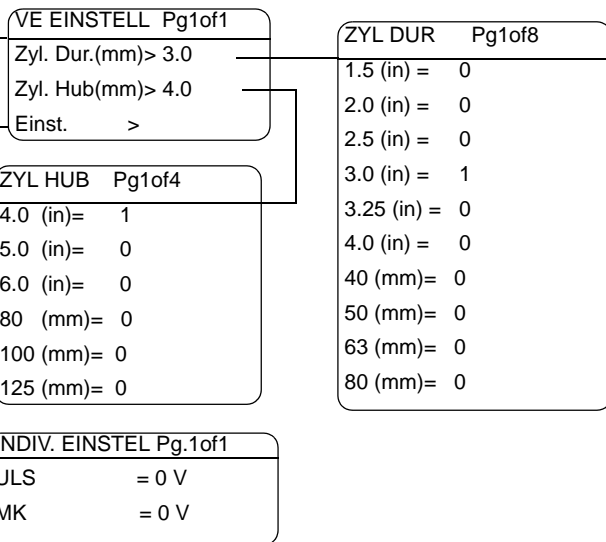 VE EINSTELL Pg1of1
Zyl. Dur.(mm)> 3.0
Zyl. Hub(mm)> 4.0
Einst. >
ZYL HUB Pg1of4
4.0 (in)= 1
5.0 (in)= 0
6.0 (in)= 0
80 (mm)= 0
100 (mm)= 0
125 (mm)= 0
ZYL DUR Pg1of8
1.5 (in) = 0
2.0 (in) = 0
2.5 (in) = 0
3.0 (in) = 1
3.25 (in) = 0
4.0 (in) = 0
40 (mm)= 0
50 (mm)= 0
63 (mm)= 0
80 (mm)= 0
INDIV. EINSTEL Pg.1of1
ULS = 0 V
MK = 0 V